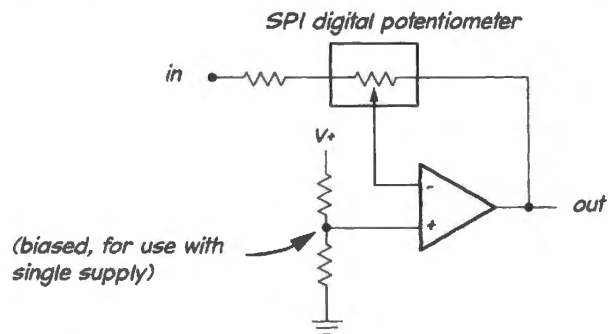 SPI digital potentiometer
in
V+
-
+
out
(biased, for use with
single supply)